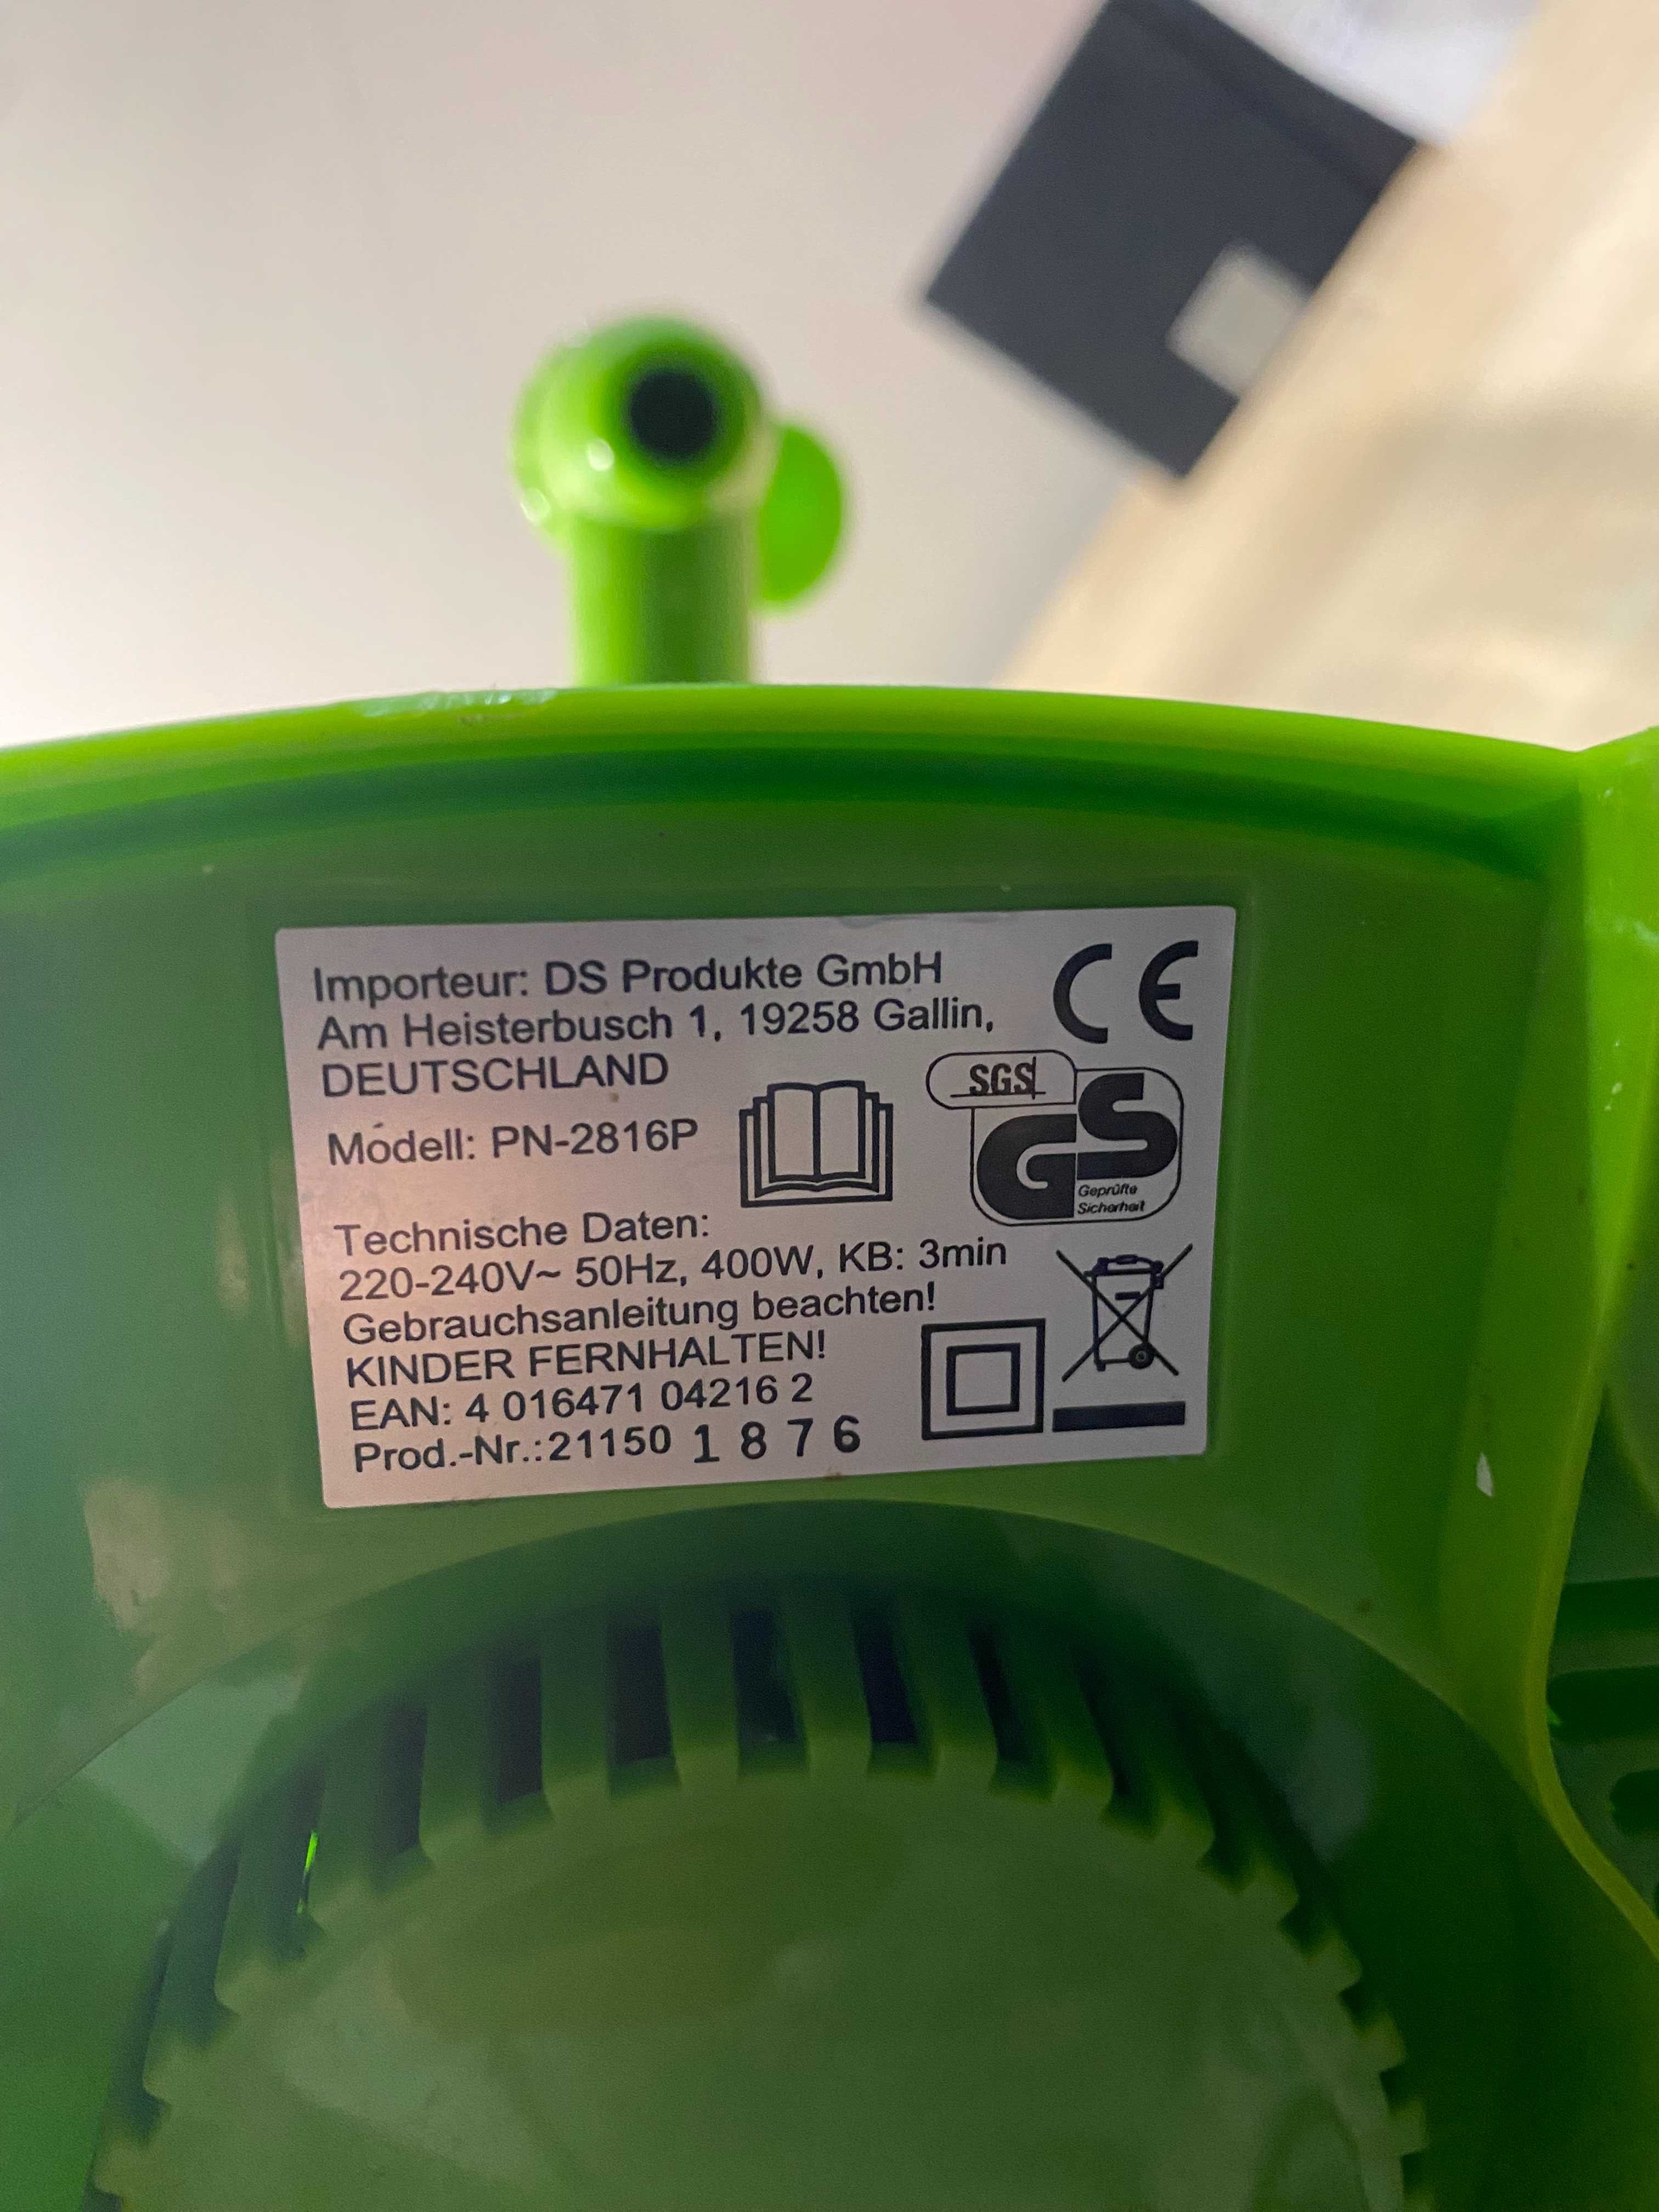 Importeur: DS Produkte GmbH
Am Heisterbusch 1, 19258 Gallin,
DEUTSCHLAND
CE
SGS
GS
Geprüfte
Sicherheit
Modell: PN-2816P
Technische Daten:
220-240V~ 50Hz, 400W, KB: 3min
Gebrauchsanleitung beachten!
KINDER FERNHALTEN!
EAN: 4 016471 04216 2
Prod.-Nr.:21150 1 8 7 6